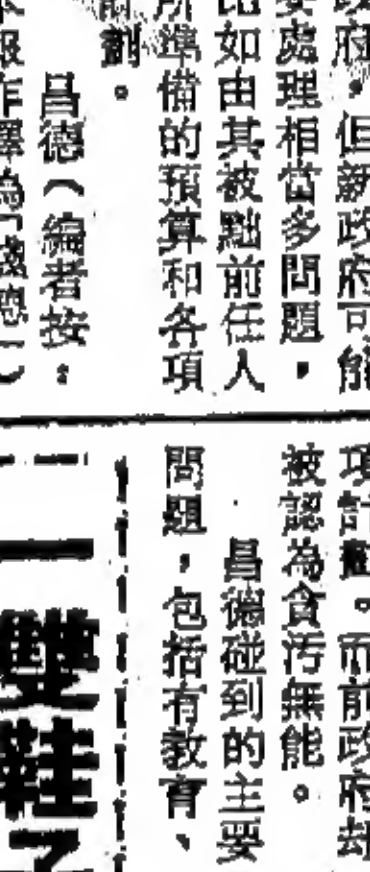 政府，但新政府可能
要處理相當多問題，
比如由其被黜前任人
所準備的預算和各項
前劃。
昌德（編者按：
作譯為「
項計劃。而前政府却
被認為貪污無能。
昌德碰到的主要
問題，包括有教育、
一雙鞋子